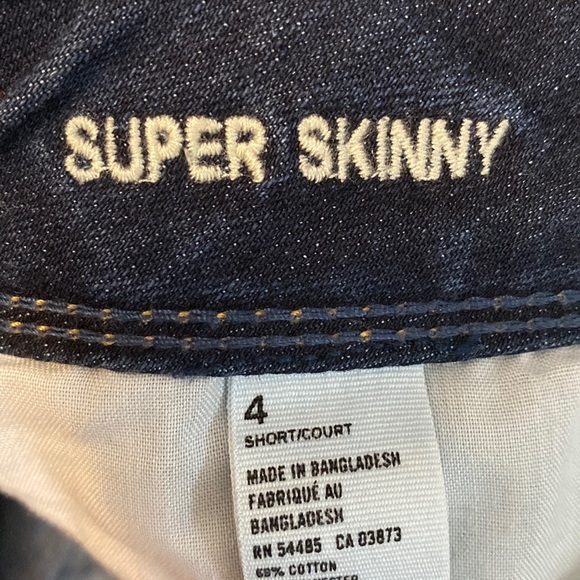 SUPER SKINNY
4
SHORT/COURT
MADE IN BANGLADESH
FABRIQUÉ AU
BANGLADESH
RN 54485 CA 03873
68% COTTON